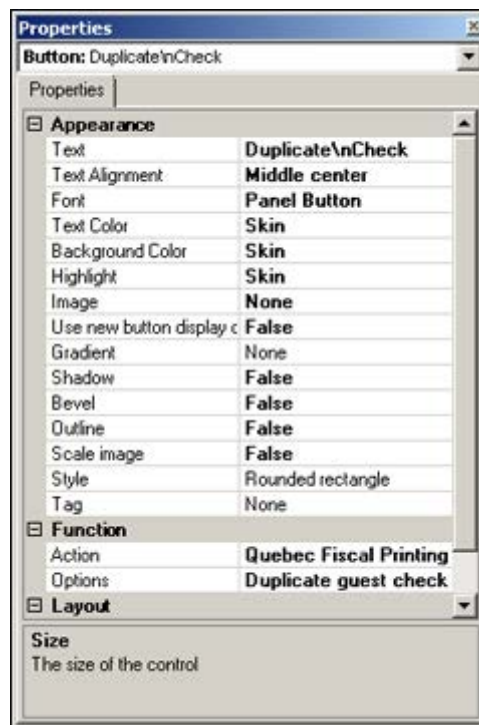 Properties
Button: Duplicate\nCheck
Properties
Appearance
Text Duplicate\nCheck
Text Alignment Middle center
Font Panel Button
Text Color Skin
Background Color Skin
Highlight Skin
Image None
Use new button display False
Gradient None
Shadow False
Bevel False
Outline False
Scale image False
Style Rounded rectangle
Tag None
Function
Action Quebec Fiscal Printing
Options Duplicate guest check
Layout
Size
The size of the control